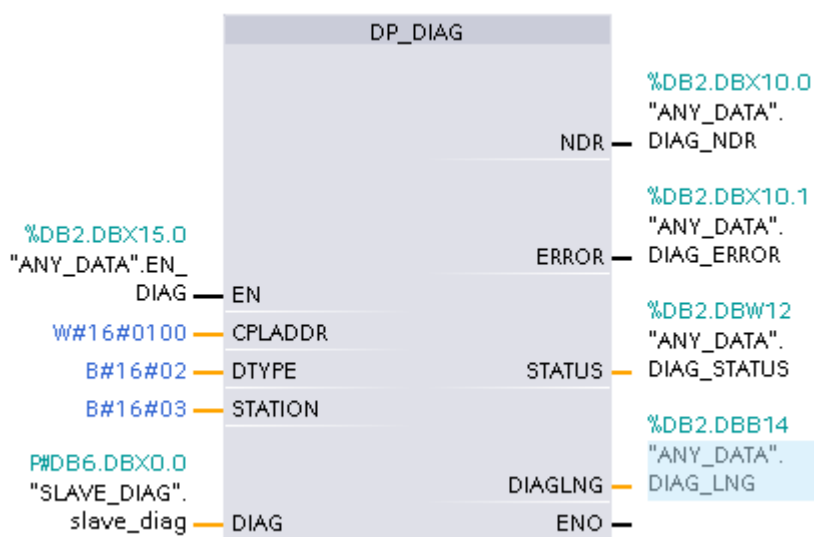 DP_DIAG
%DB2.DBX10.0
"ANY_DATA".
NDR DIAG_NDR
%DB2.DBX10.1
"ANY_DATA".
ERROR DIAG_ERROR
%DB2.DBX15.0
"ANY_DATA".EN_
DIAG EN
W#16#0100 CPLADDR
%DB2.DBW12
"ANY_DATA".
B#16#02 DTYPE STATUS DIAG_STATUS
B#16#03 STATION
%DB2.DBB14
"ANY_DATA".
DIAGLNG DIAG_LNG
P#DB6.DBX0.0
"SLAVE_DIAG".
slave_diag DIAG ENO